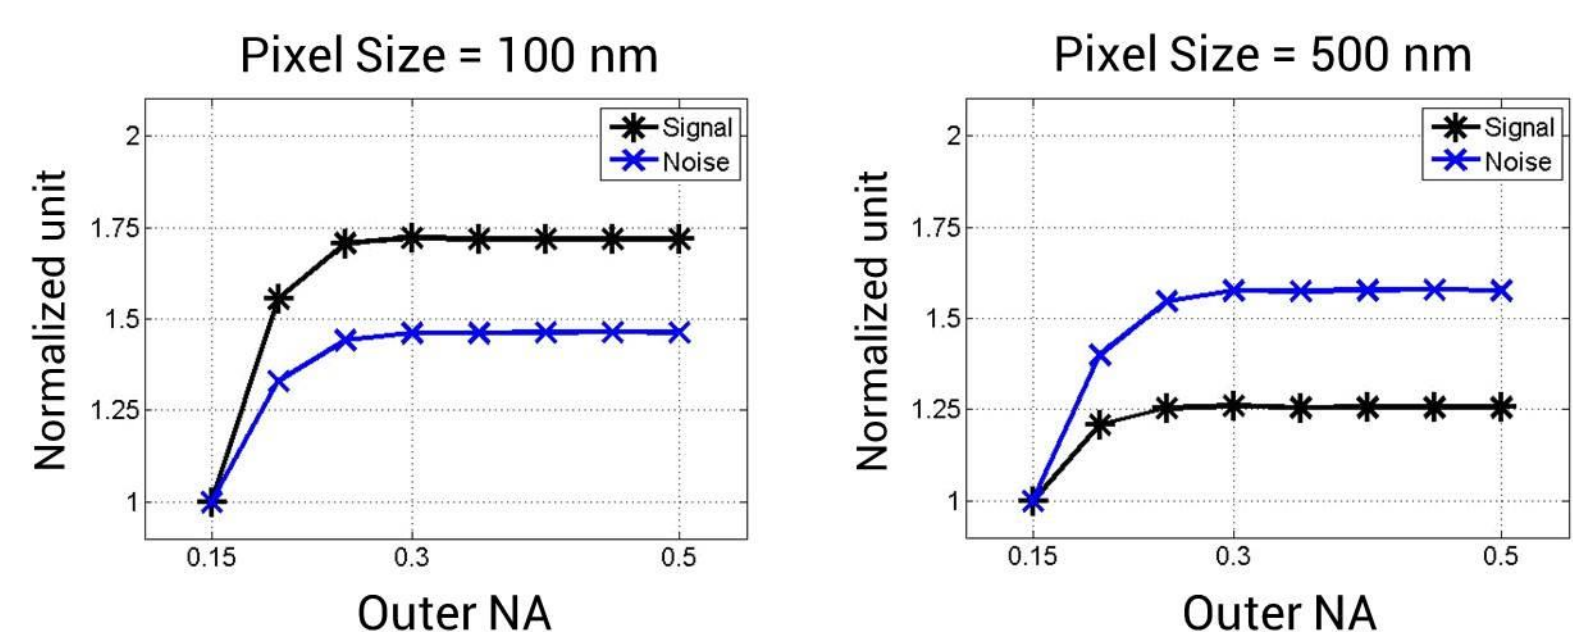 Pixel Size = 100 nm
Normalized unit
2
1.75
1.5
1.25
1
Signal
Noise
0.15
0.3
0.5
Outer NA
Pixel Size = 500 nm
Normalized unit
2
1.75
1.5
1.25
1
Signal
Noise
0.15
0.3
0.5
Outer NA